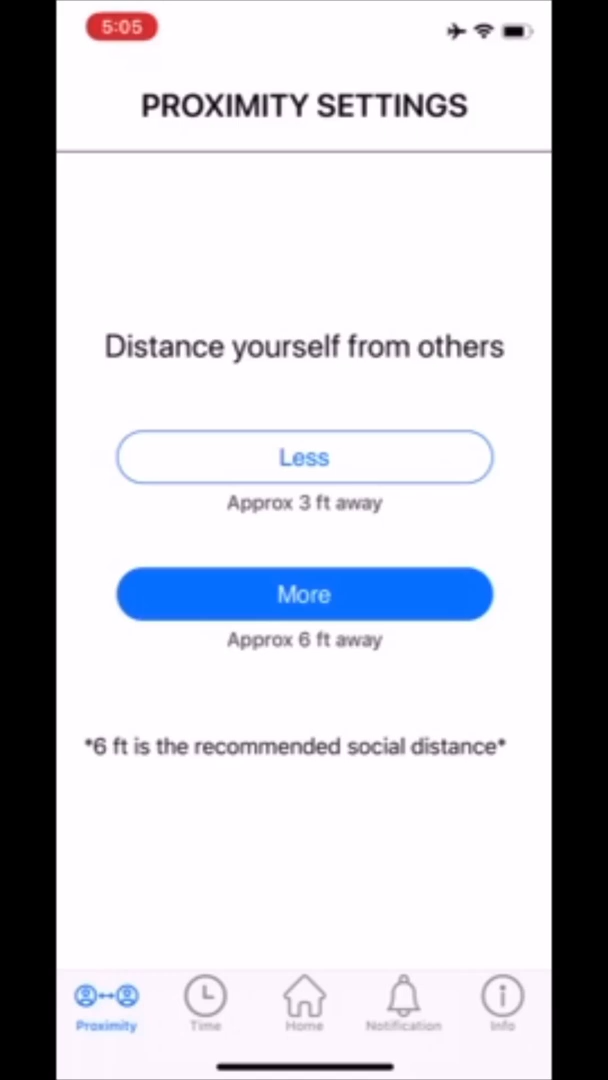 5:05
PROXIMITY SETTINGS
Distance yourself from others
Less
Approx 3 ft away
More
Approx 6 ft away
*6 ft is the recommended social distance*
Proximity
Time
Home
Notification
Info